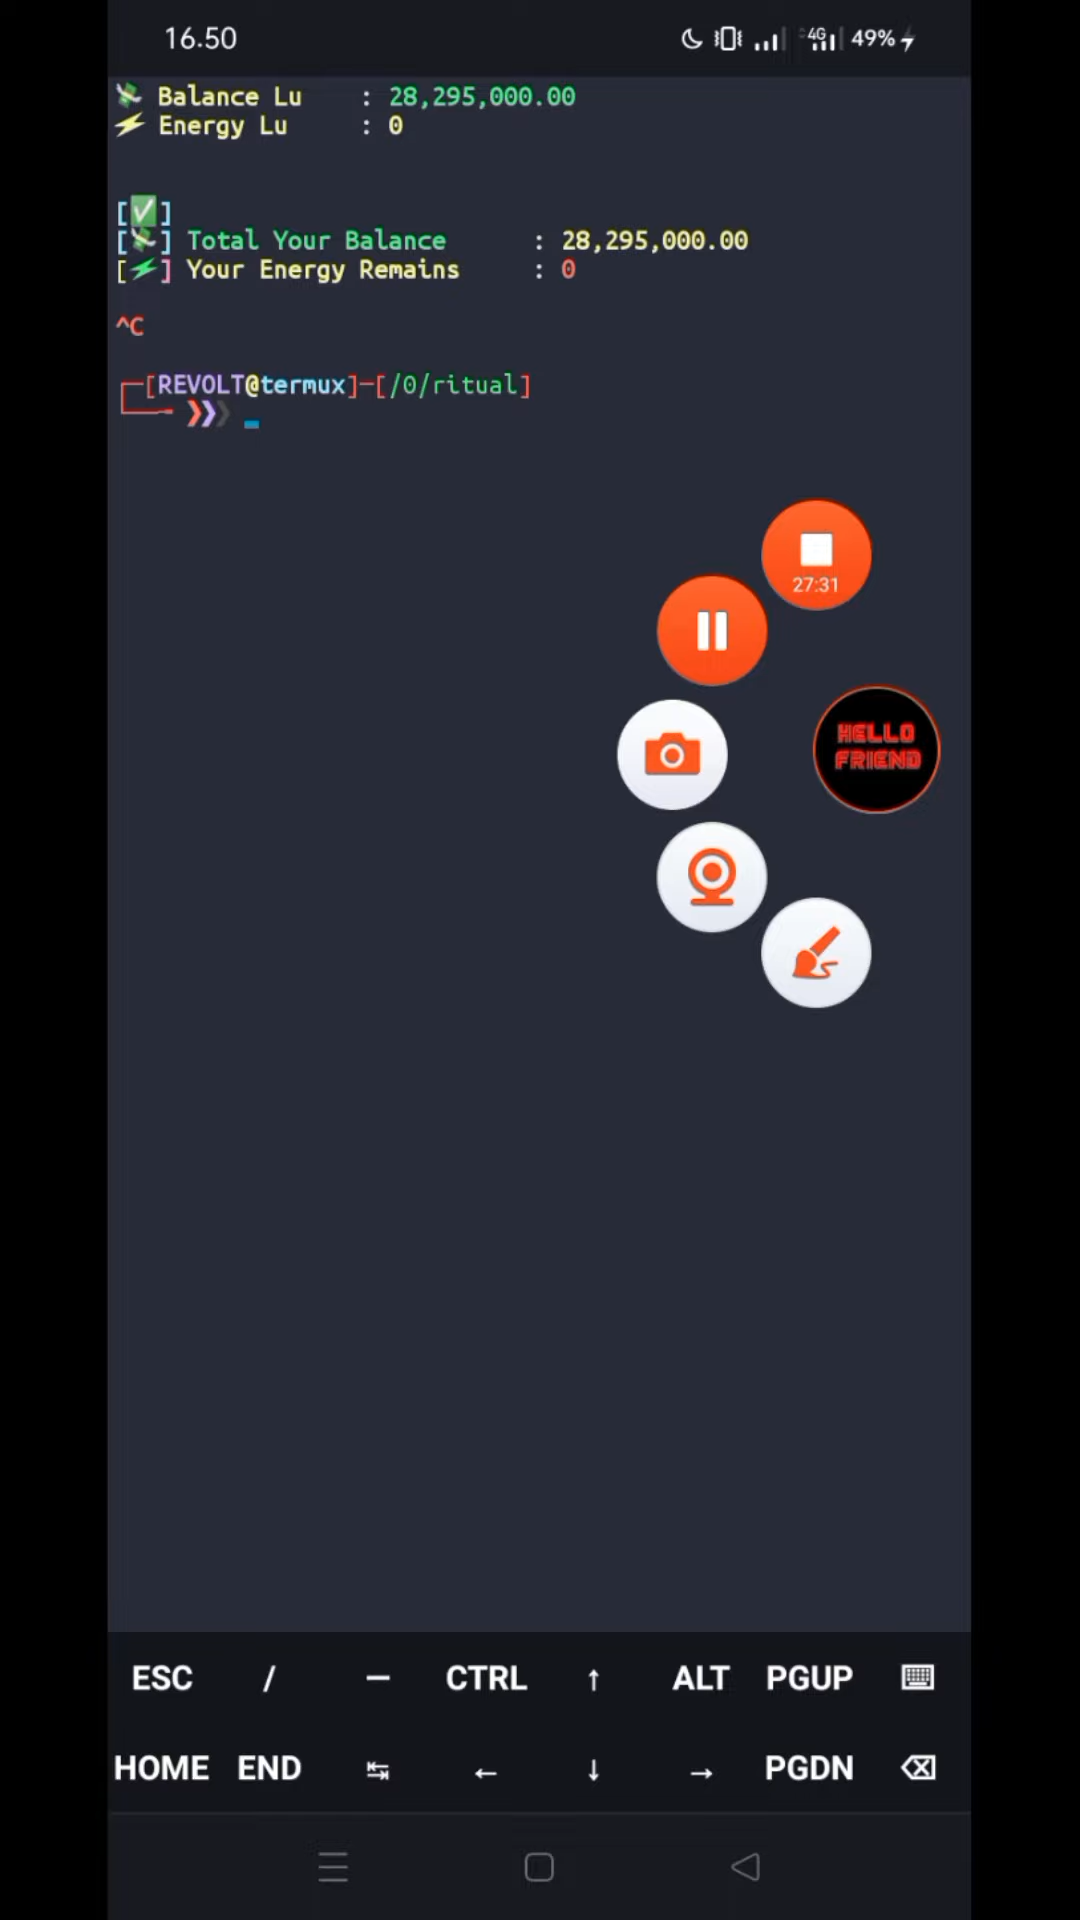 16.50 4G 49%
Balance Lu : 28,295,000.00
Energy Lu : 0
[✅]
[💸] Total Your Balance : 28,295,000.00
[⚡] Your Energy Remains : 0
^C
[REVOLT@termux]-[/0/ritual]
❯❯❯
27:31
HELLO
FRIEND
ESC / — CTRL ↑ ALT PGUP
HOME END ↹ ← ↓ → PGDN